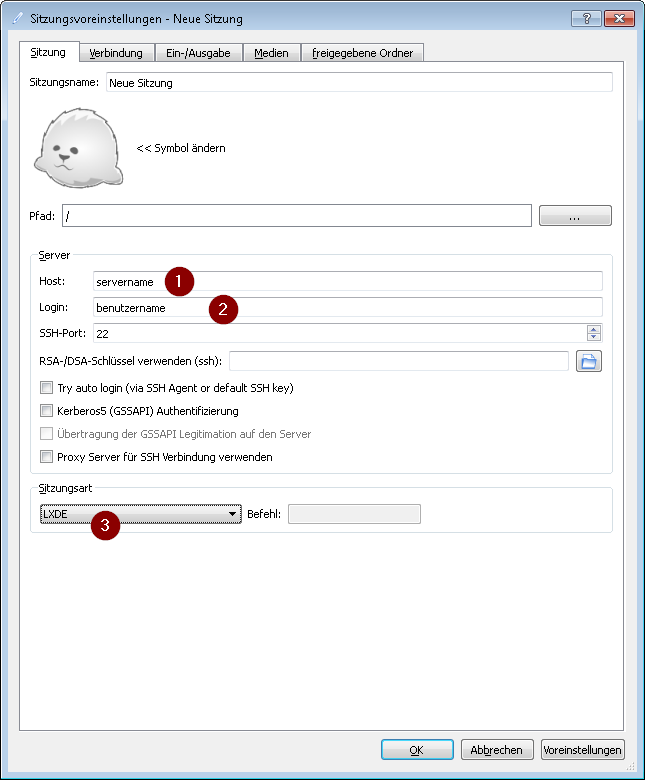 Sitzungsvoreinstellungen - Neue Sitzung
?
Sitzung Verbindung Ein-/Ausgabe Medien freigegebene Ordner
Sitzungsname: Neue Sitzung
<< Symbol ändern
Pfad: / ...
Server
Host: servername 1
Login: benutzername 2
SSH-Port: 22
RSA-/DSA-Schlüssel verwenden (ssh):
Try auto login (via SSH Agent or default SSH key)
Kerberos5 (GSSAPI) Authentifizierung
Übertragung der GSSAPI Legitimation auf den Server
Proxy Server für SSH Verbindung verwenden
Sitzungsart
LXDE 3 Befehl:
OK Abbrechen Voreinstellungen